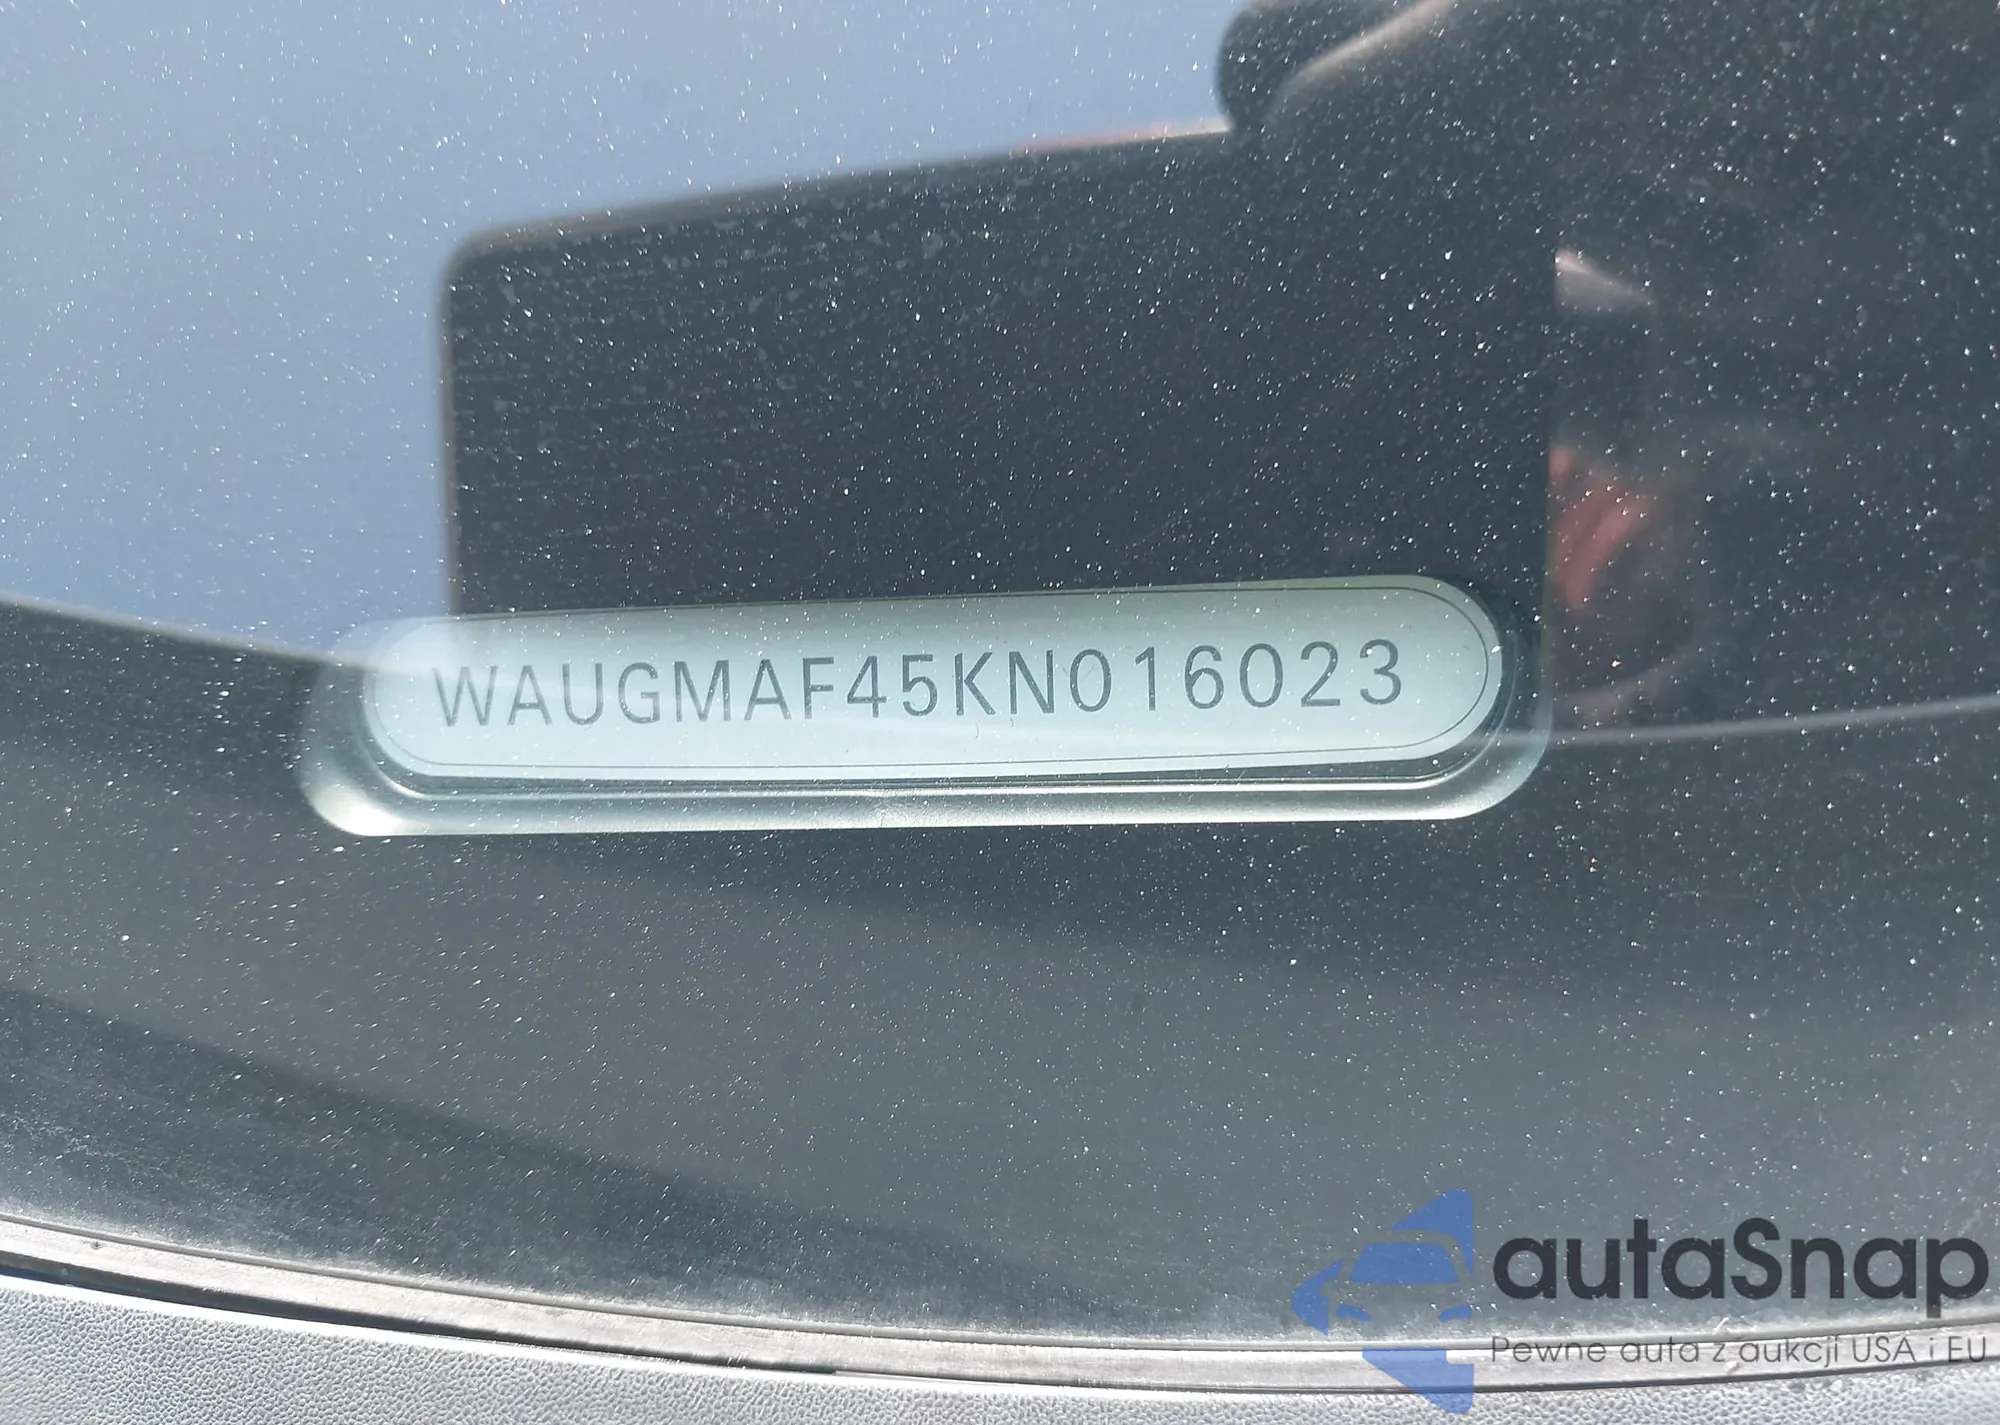 WAUGMAF45KN016023
autaSnap
Pewne auta z aukcji USA i EU